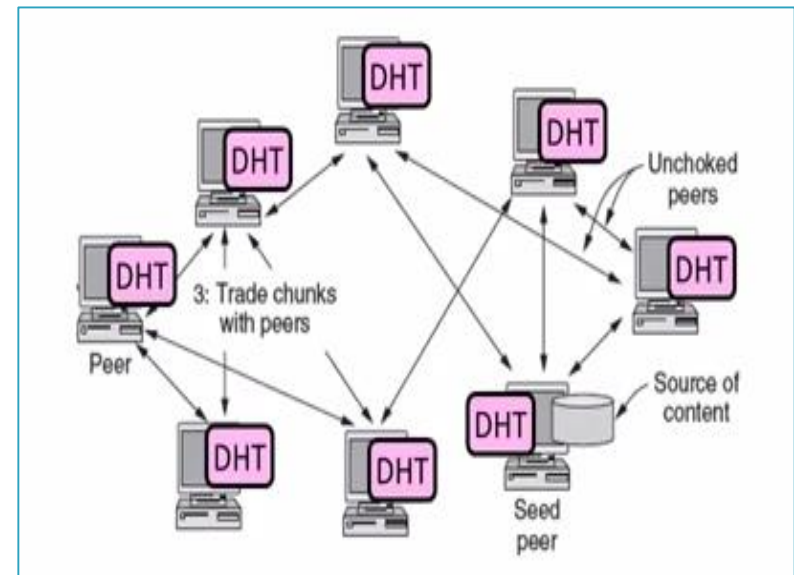 DHT
DHT
DHT
Unchoked
peers
DHT
DHT
3: Trade chunks
with peers
Peer
Source of
content
DHT
DHT
DHT
Seed
peer